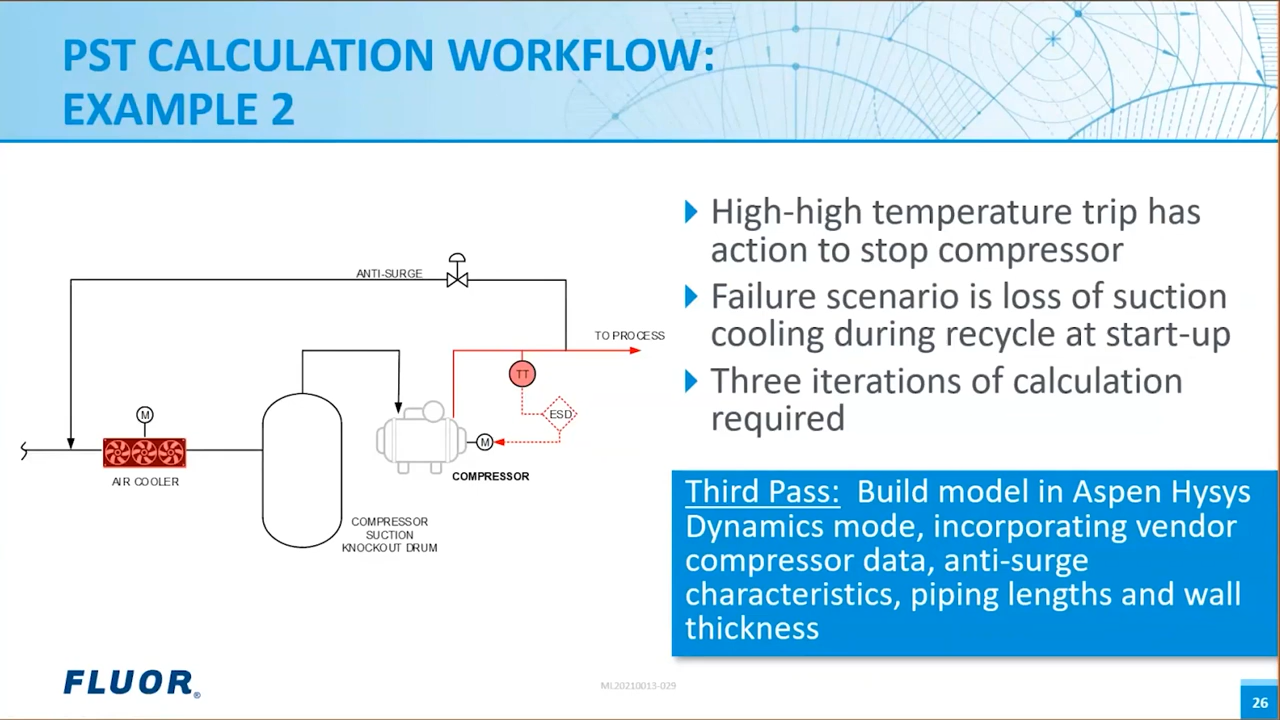 PST CALCULATION WORKFLOW:
EXAMPLE 2
ANTI-SURGE
TO PROCESS
TT
ESD
M
M
AIR COOLER
COMPRESSOR
COMPRESSOR
SUCTION
KNOCKOUT DRUM
High-high temperature trip has
action to stop compressor
Failure scenario is loss of suction
cooling during recycle at start-up
Three iterations of calculation
required
Third Pass: Build model in Aspen Hysys
Dynamics mode, incorporating vendor
compressor data, anti-surge
characteristics, piping lengths and wall
thickness
FLUOR®
ML20210013-029
26